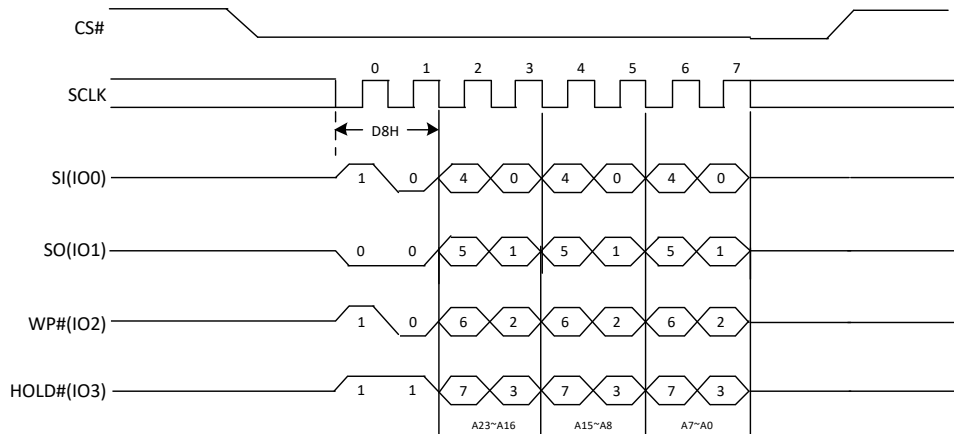 CS#
0 1 2 3 4 5 6 7
SCLK
D8H
SI(IO0) 1 0 4 0 4 0 4 0
SO(IO1) 0 0 5 1 5 1 5 1
WP#(IO2) 1 0 6 2 6 2 6 2
HOLD#(IO3) 1 1 7 3 7 3 7 3
A23~A16 A15~A8 A7~A0